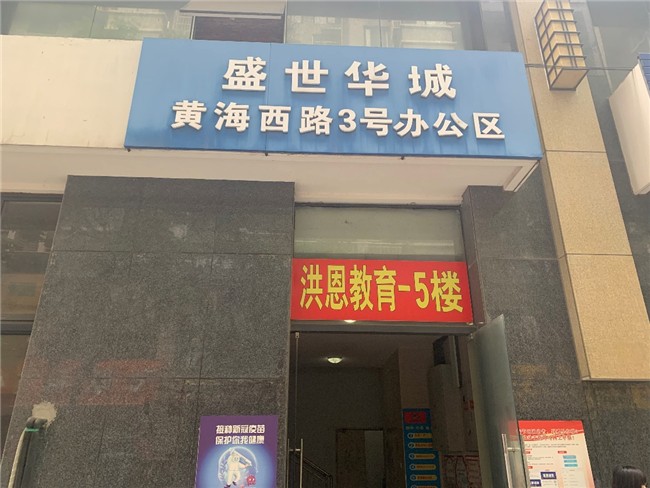 盛世华城
黄海西路3号办公区
洪恩教育-5楼
接种新冠疫苗
保护你我健康